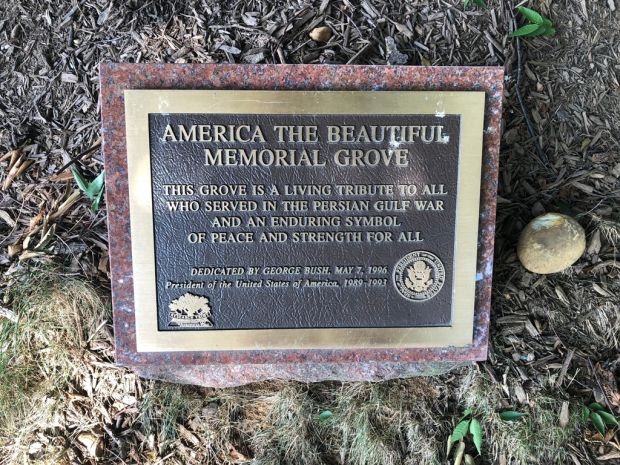 AMERICA THE BEAUTIFUL
MEMORIAL GROVE
THIS GROVE IS A LIVING TRIBUTE TO ALL
WHO SERVED IN THE PERSIAN GULF WAR
AND AN ENDURING SYMBOL
OF PEACE AND STRENGTH FOR ALL
DEDICATED BY GEORGE BUSH, MAY 7, 1996
President of the United States of America, 1989-1993